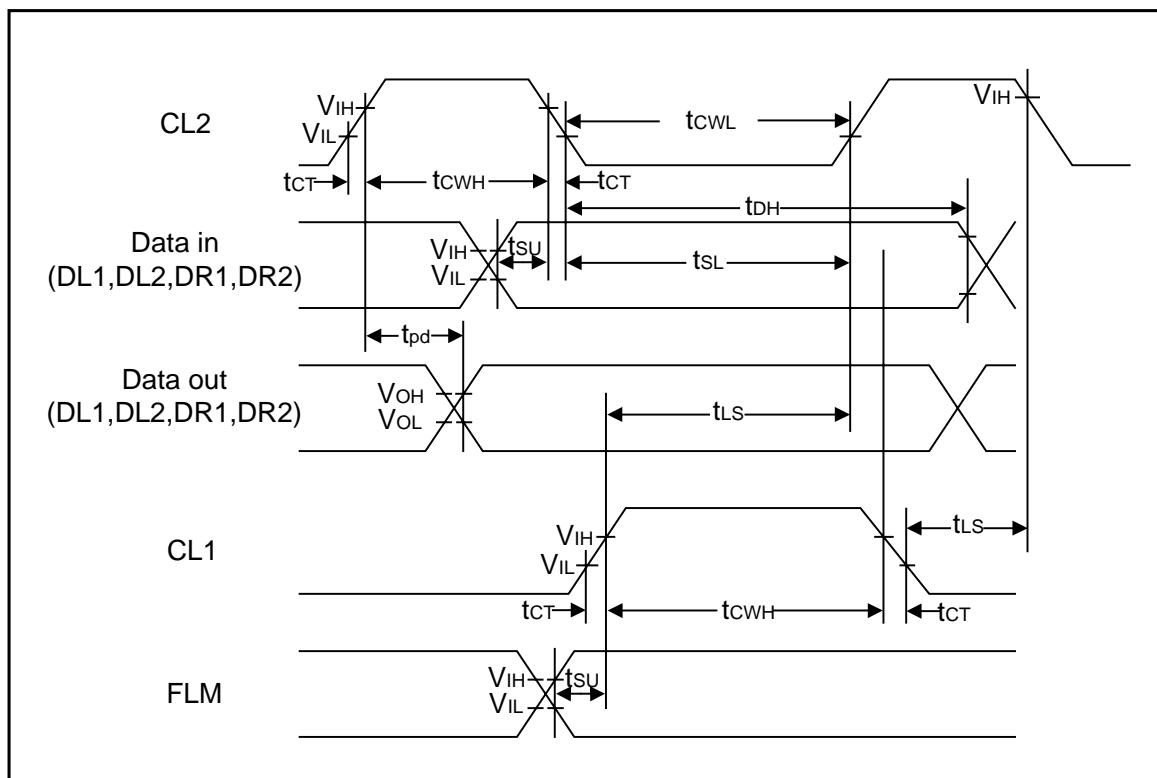 CL2
VIH
VIL
VIH
tCWL
tCT
tCWH
tCT
tDH
Data in
(DL1,DL2,DR1,DR2)
VIH
VIL
tSU
tSL
tpd
Data out
(DL1,DL2,DR1,DR2)
VOH
VOL
tLS
CL1
VIH
VIL
tLS
tCT
tCWH
tCT
FLM
VIH
VIL
tSU